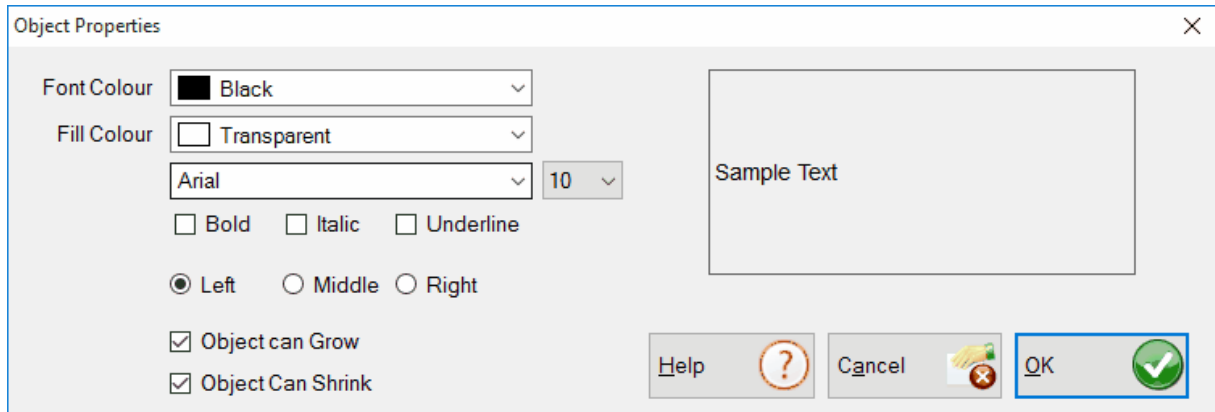 Object Properties
Font Colour Black
Fill Colour Transparent
Arial 10
Sample Text
Bold Italic Underline
Left Middle Right
Object can Grow
Object Can Shrink
Help Cancel OK